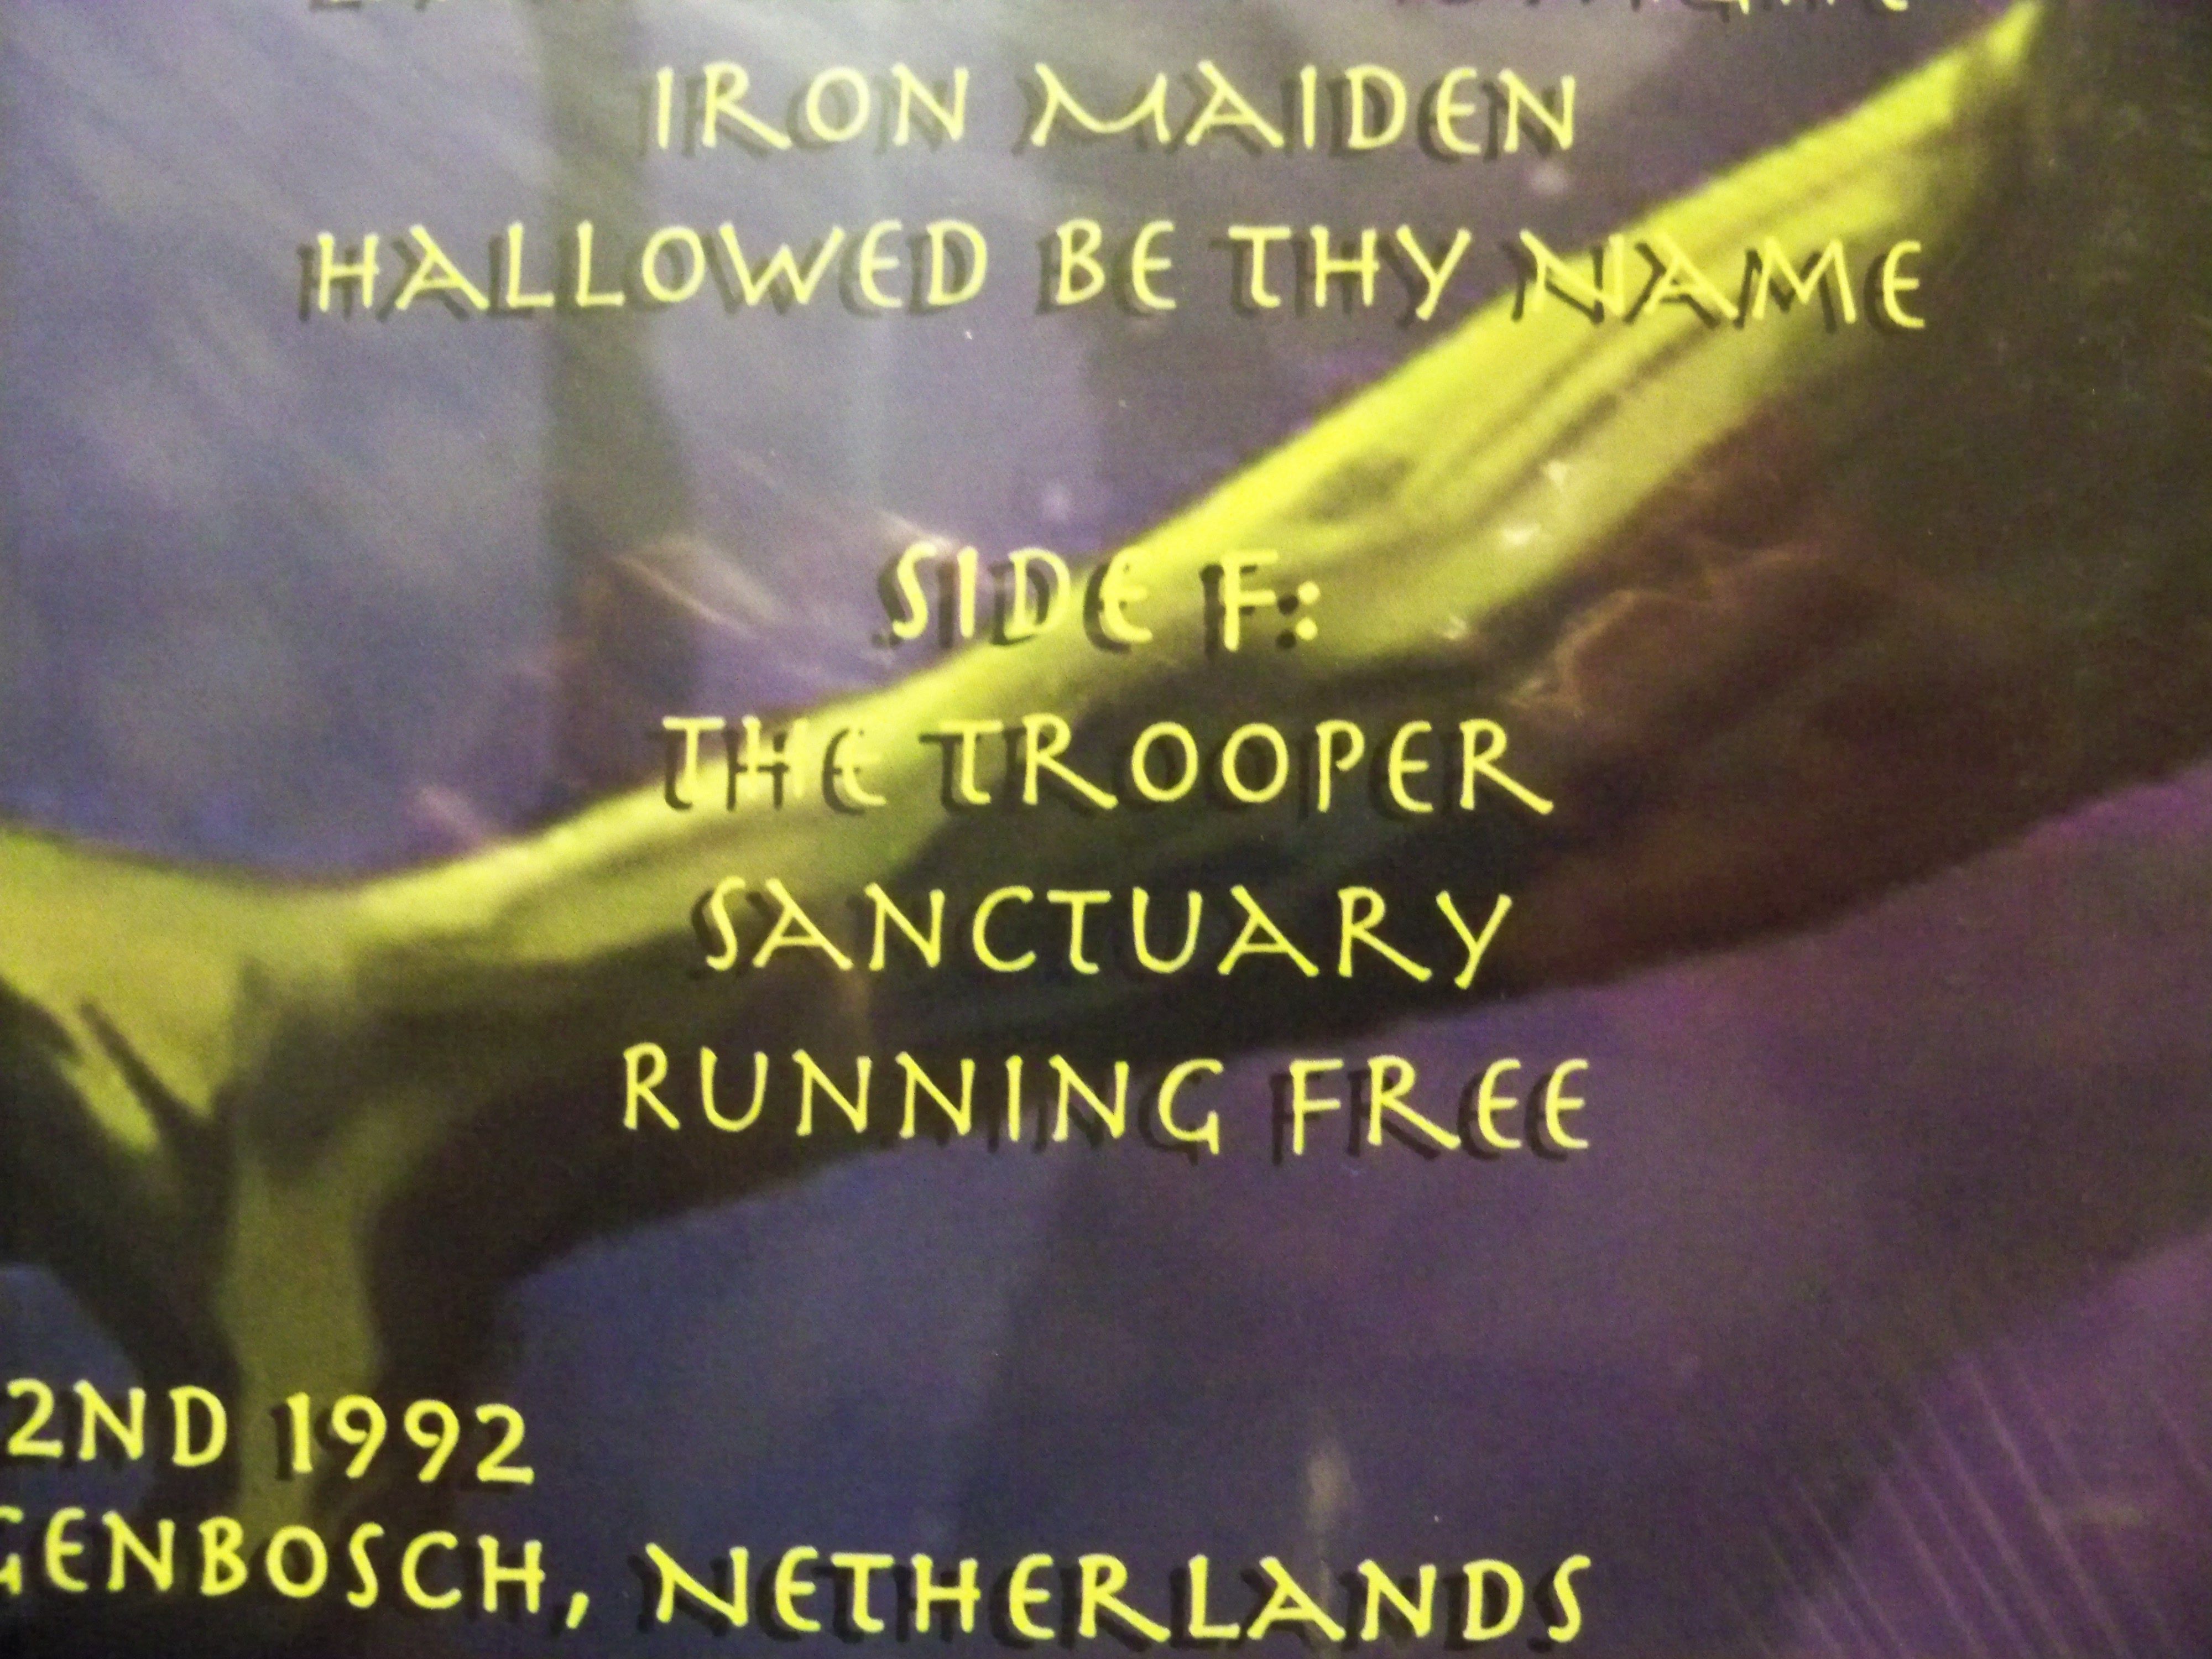 IRON MAIDEN
HALLOWED BE THY NAME
SIDE F:
THE TROOPER
SANCTUARY
RUNNING FREE
2ND 1992
GENBOSCH, NETHERLANDS